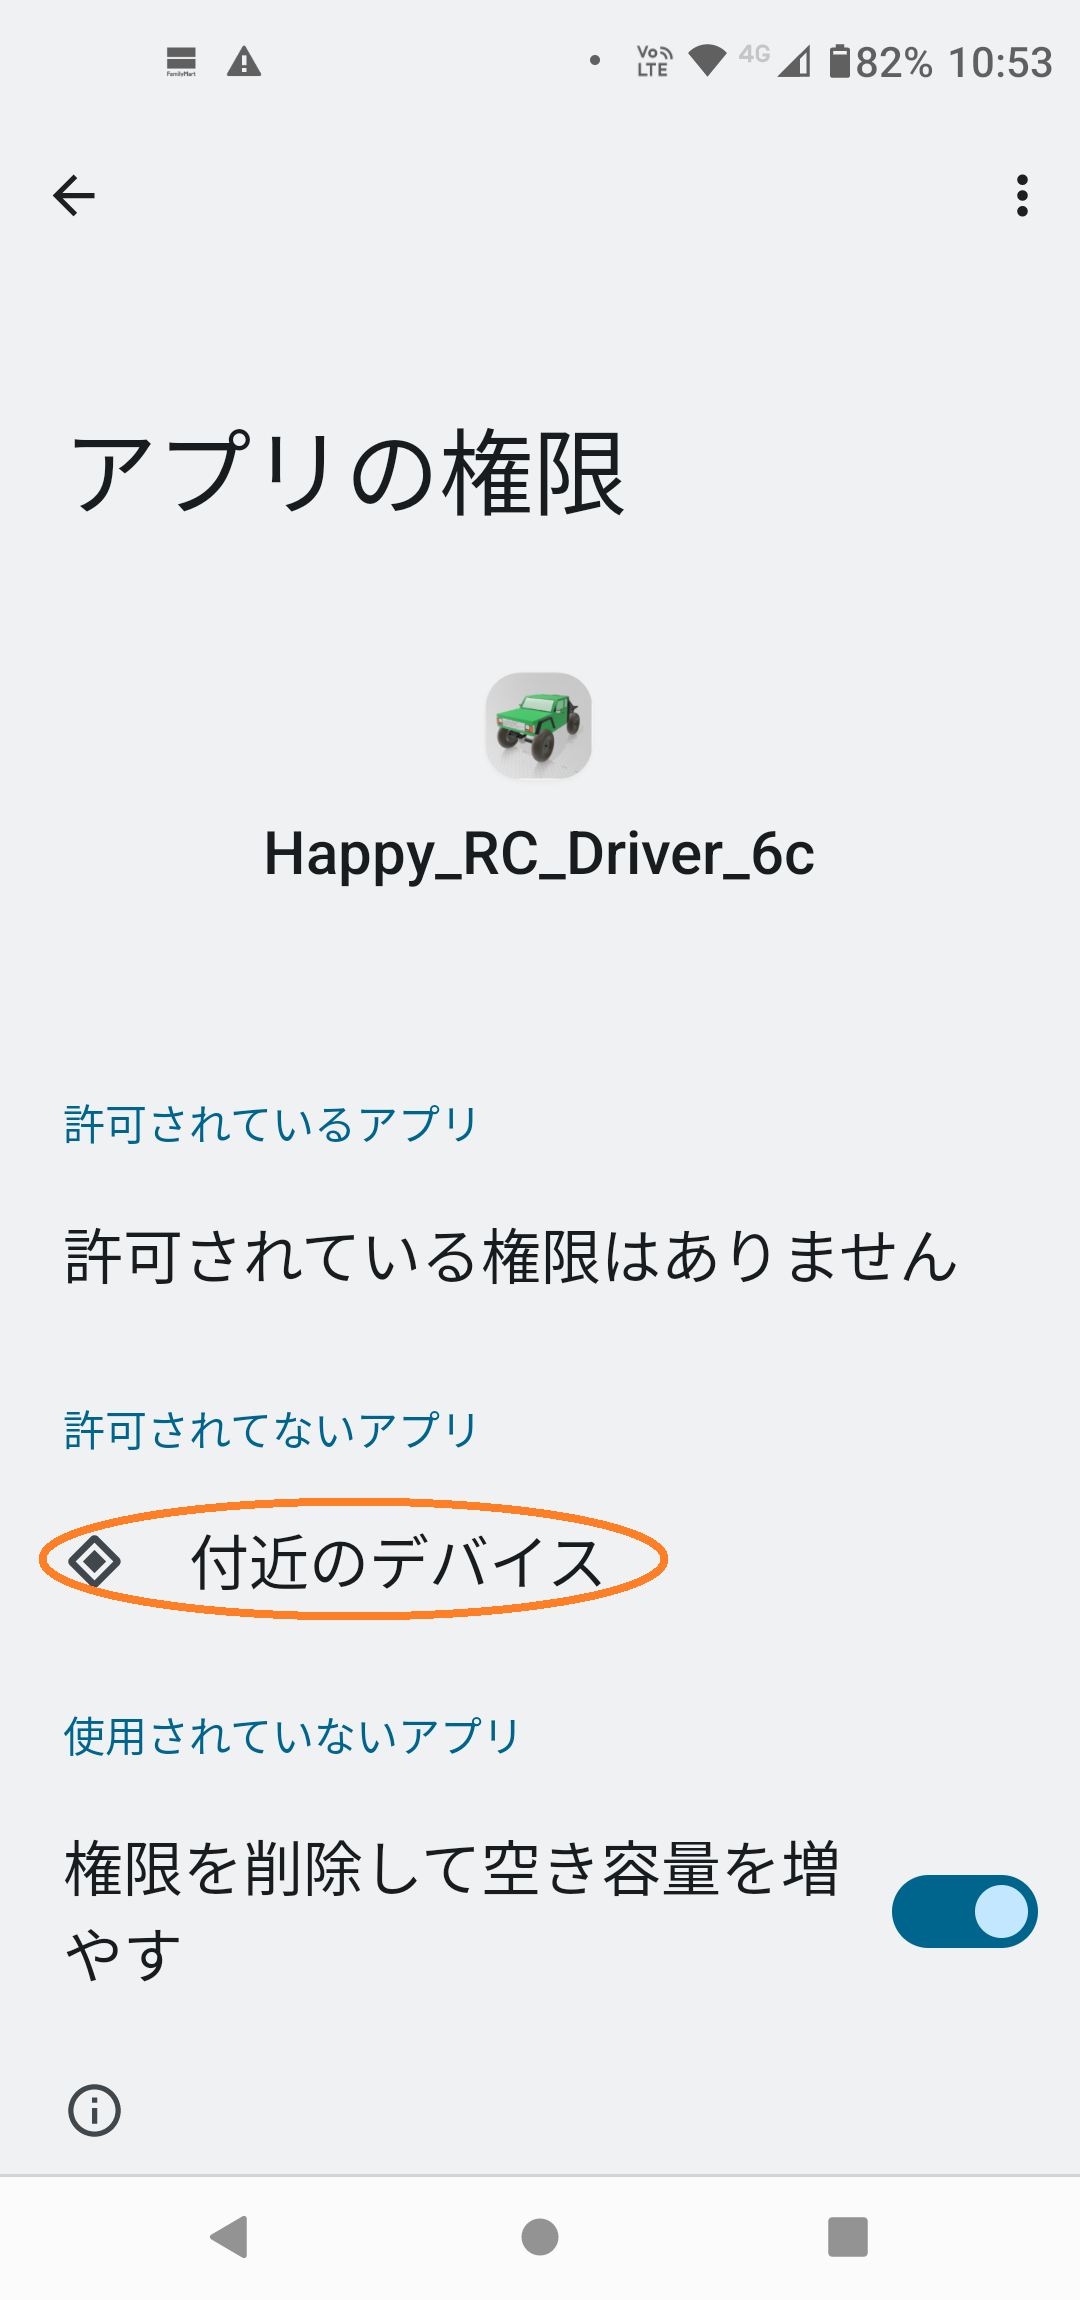 FamilyMart
Vo LTE 4G 82% 10:53
アプリの権限
Happy_RC_Driver_6c
許可されているアプリ
許可されている権限はありません
許可されてないアプリ
付近のデバイス
使用されていないアプリ
権限を削除して空き容量を増
やす